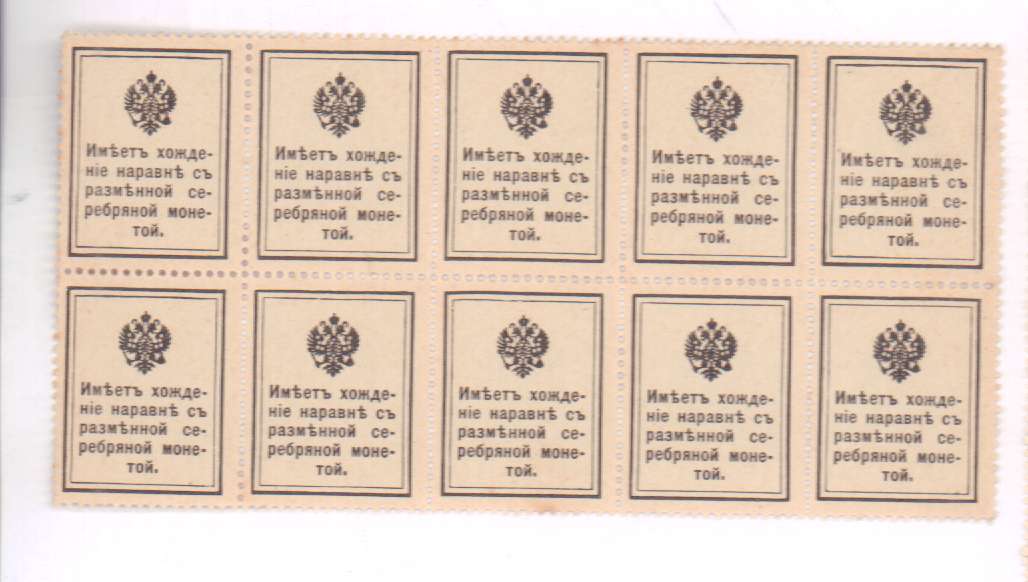 Имѣетъ хожде-
ніе наравнѣ съ
размѣнной се-
ребряной моне-
той.
Имѣетъ хожде-
ніе наравнѣ съ
размѣнной се-
ребряной моне-
той.
Имѣетъ хожде-
ніе наравнѣ съ
размѣнной се-
ребряной моне-
той.
Имѣетъ хожде-
ніе наравнѣ съ
размѣнной се-
ребряной моне-
той.
Имѣетъ хожде-
ніе наравнѣ съ
размѣнной се-
ребряной моне-
той.
Имѣетъ хожде-
ніе наравнѣ съ
размѣнной се-
ребряной моне-
той.
Имѣетъ хожде-
ніе наравнѣ съ
размѣнной се-
ребряной моне-
той.
Имѣетъ хожде-
ніе наравнѣ съ
размѣнной се-
ребряной моне-
той.
Имѣетъ хожде-
ніе наравнѣ съ
размѣнной се-
ребряной моне-
той.
Имѣетъ хожде-
ніе наравнѣ съ
размѣнной се-
ребряной моне-
той.